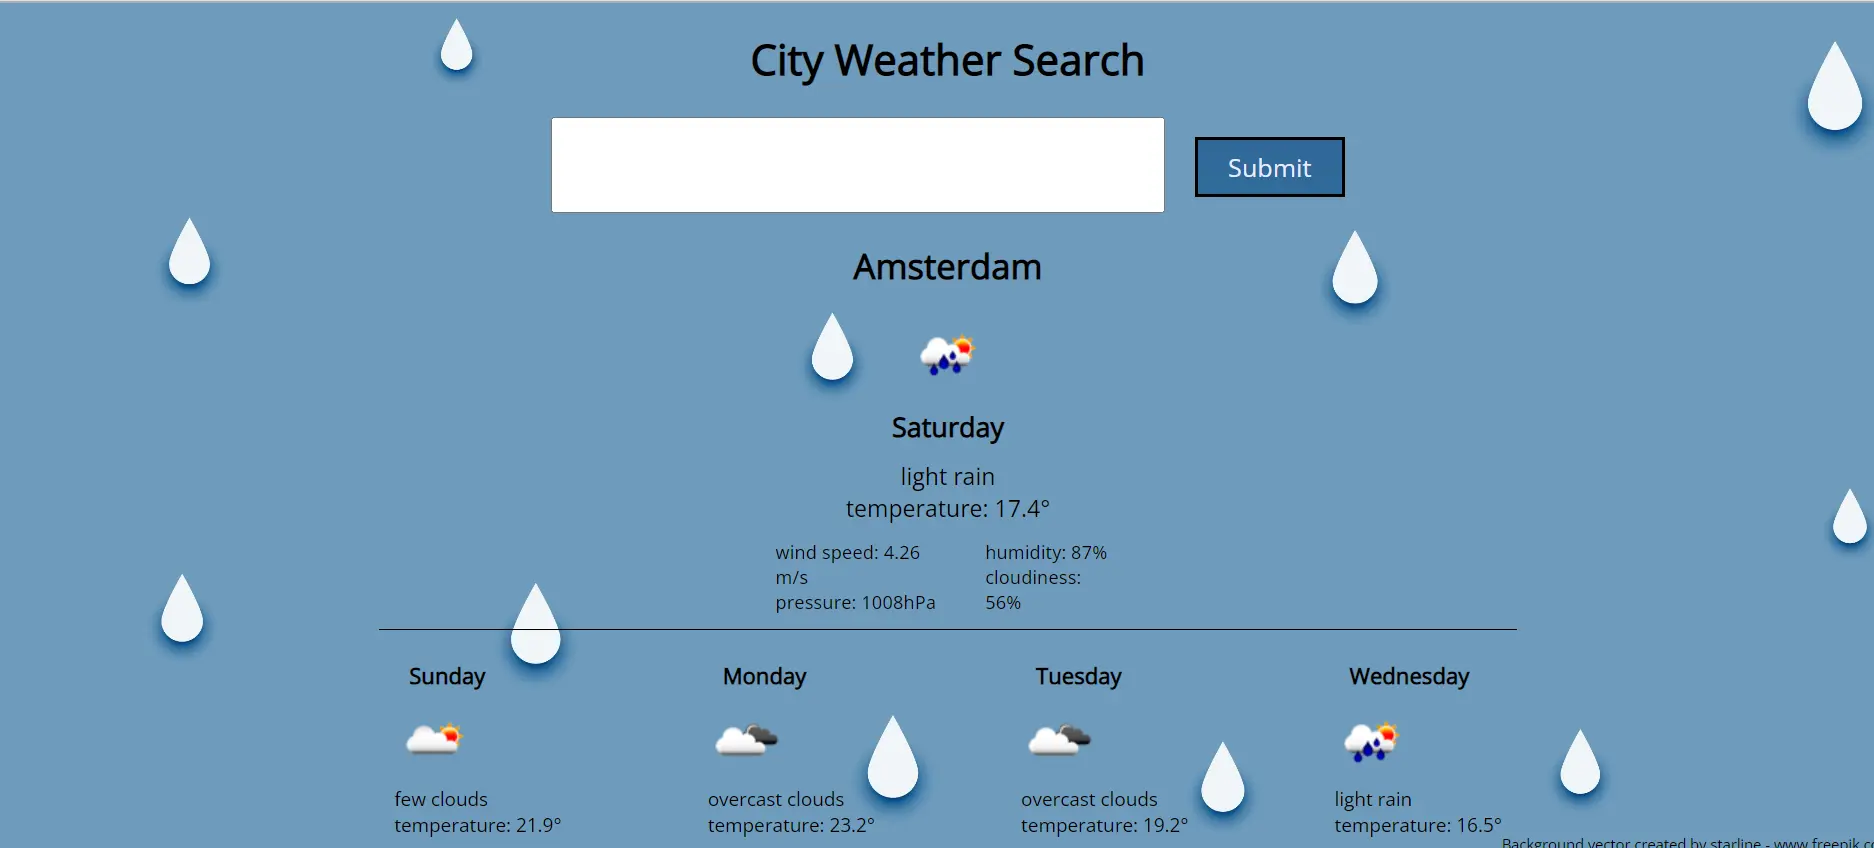 City Weather Search
Submit
Amsterdam
Saturday
light rain
temperature: 17.4°
wind speed: 4.26
m/s
pressure: 1008hPa
humidity: 87%
cloudiness:
56%
Sunday
few clouds
temperature: 21.9°
Monday
overcast clouds
temperature: 23.2°
Tuesday
overcast clouds
temperature: 19.2°
Wednesday
light rain
temperature: 16.5°
Background vector created by starline - www.freepik.c